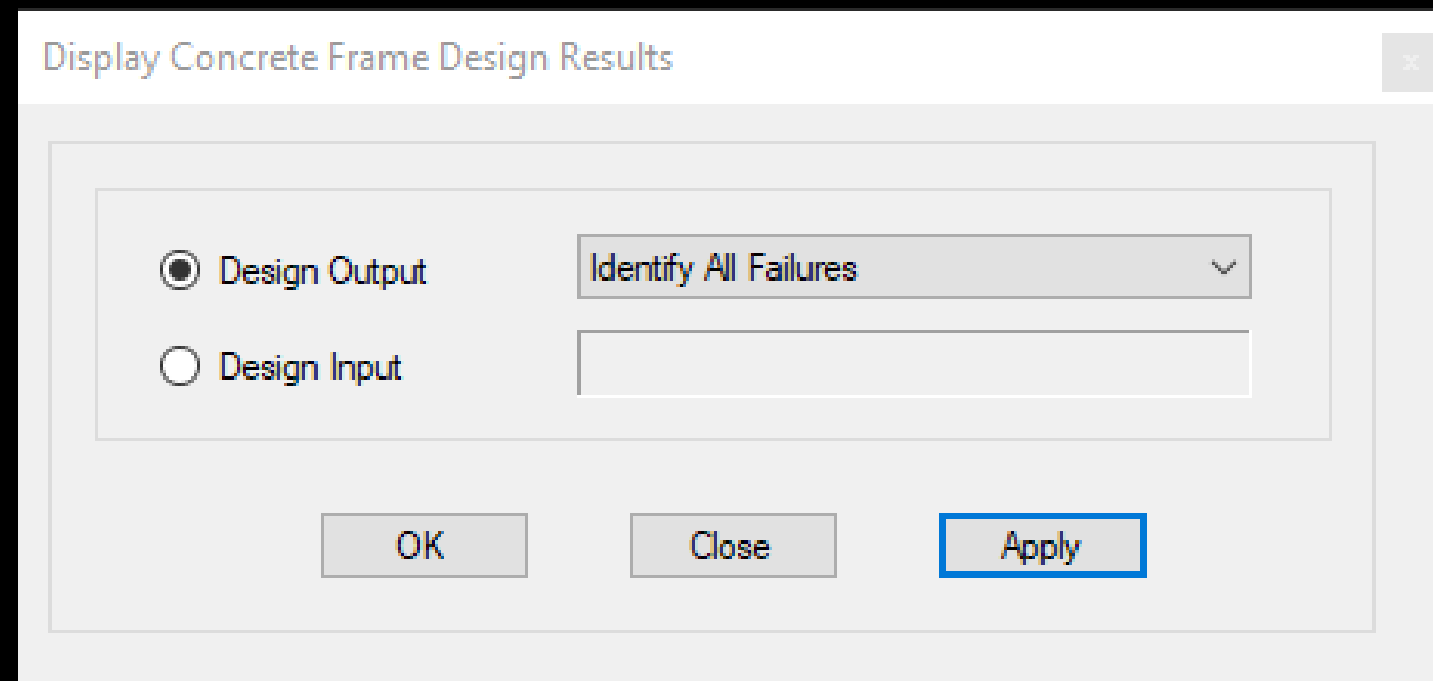 Display Concrete Frame Design Results
x
Design Output
Identify All Failures
Design Input
OK
Close
Apply